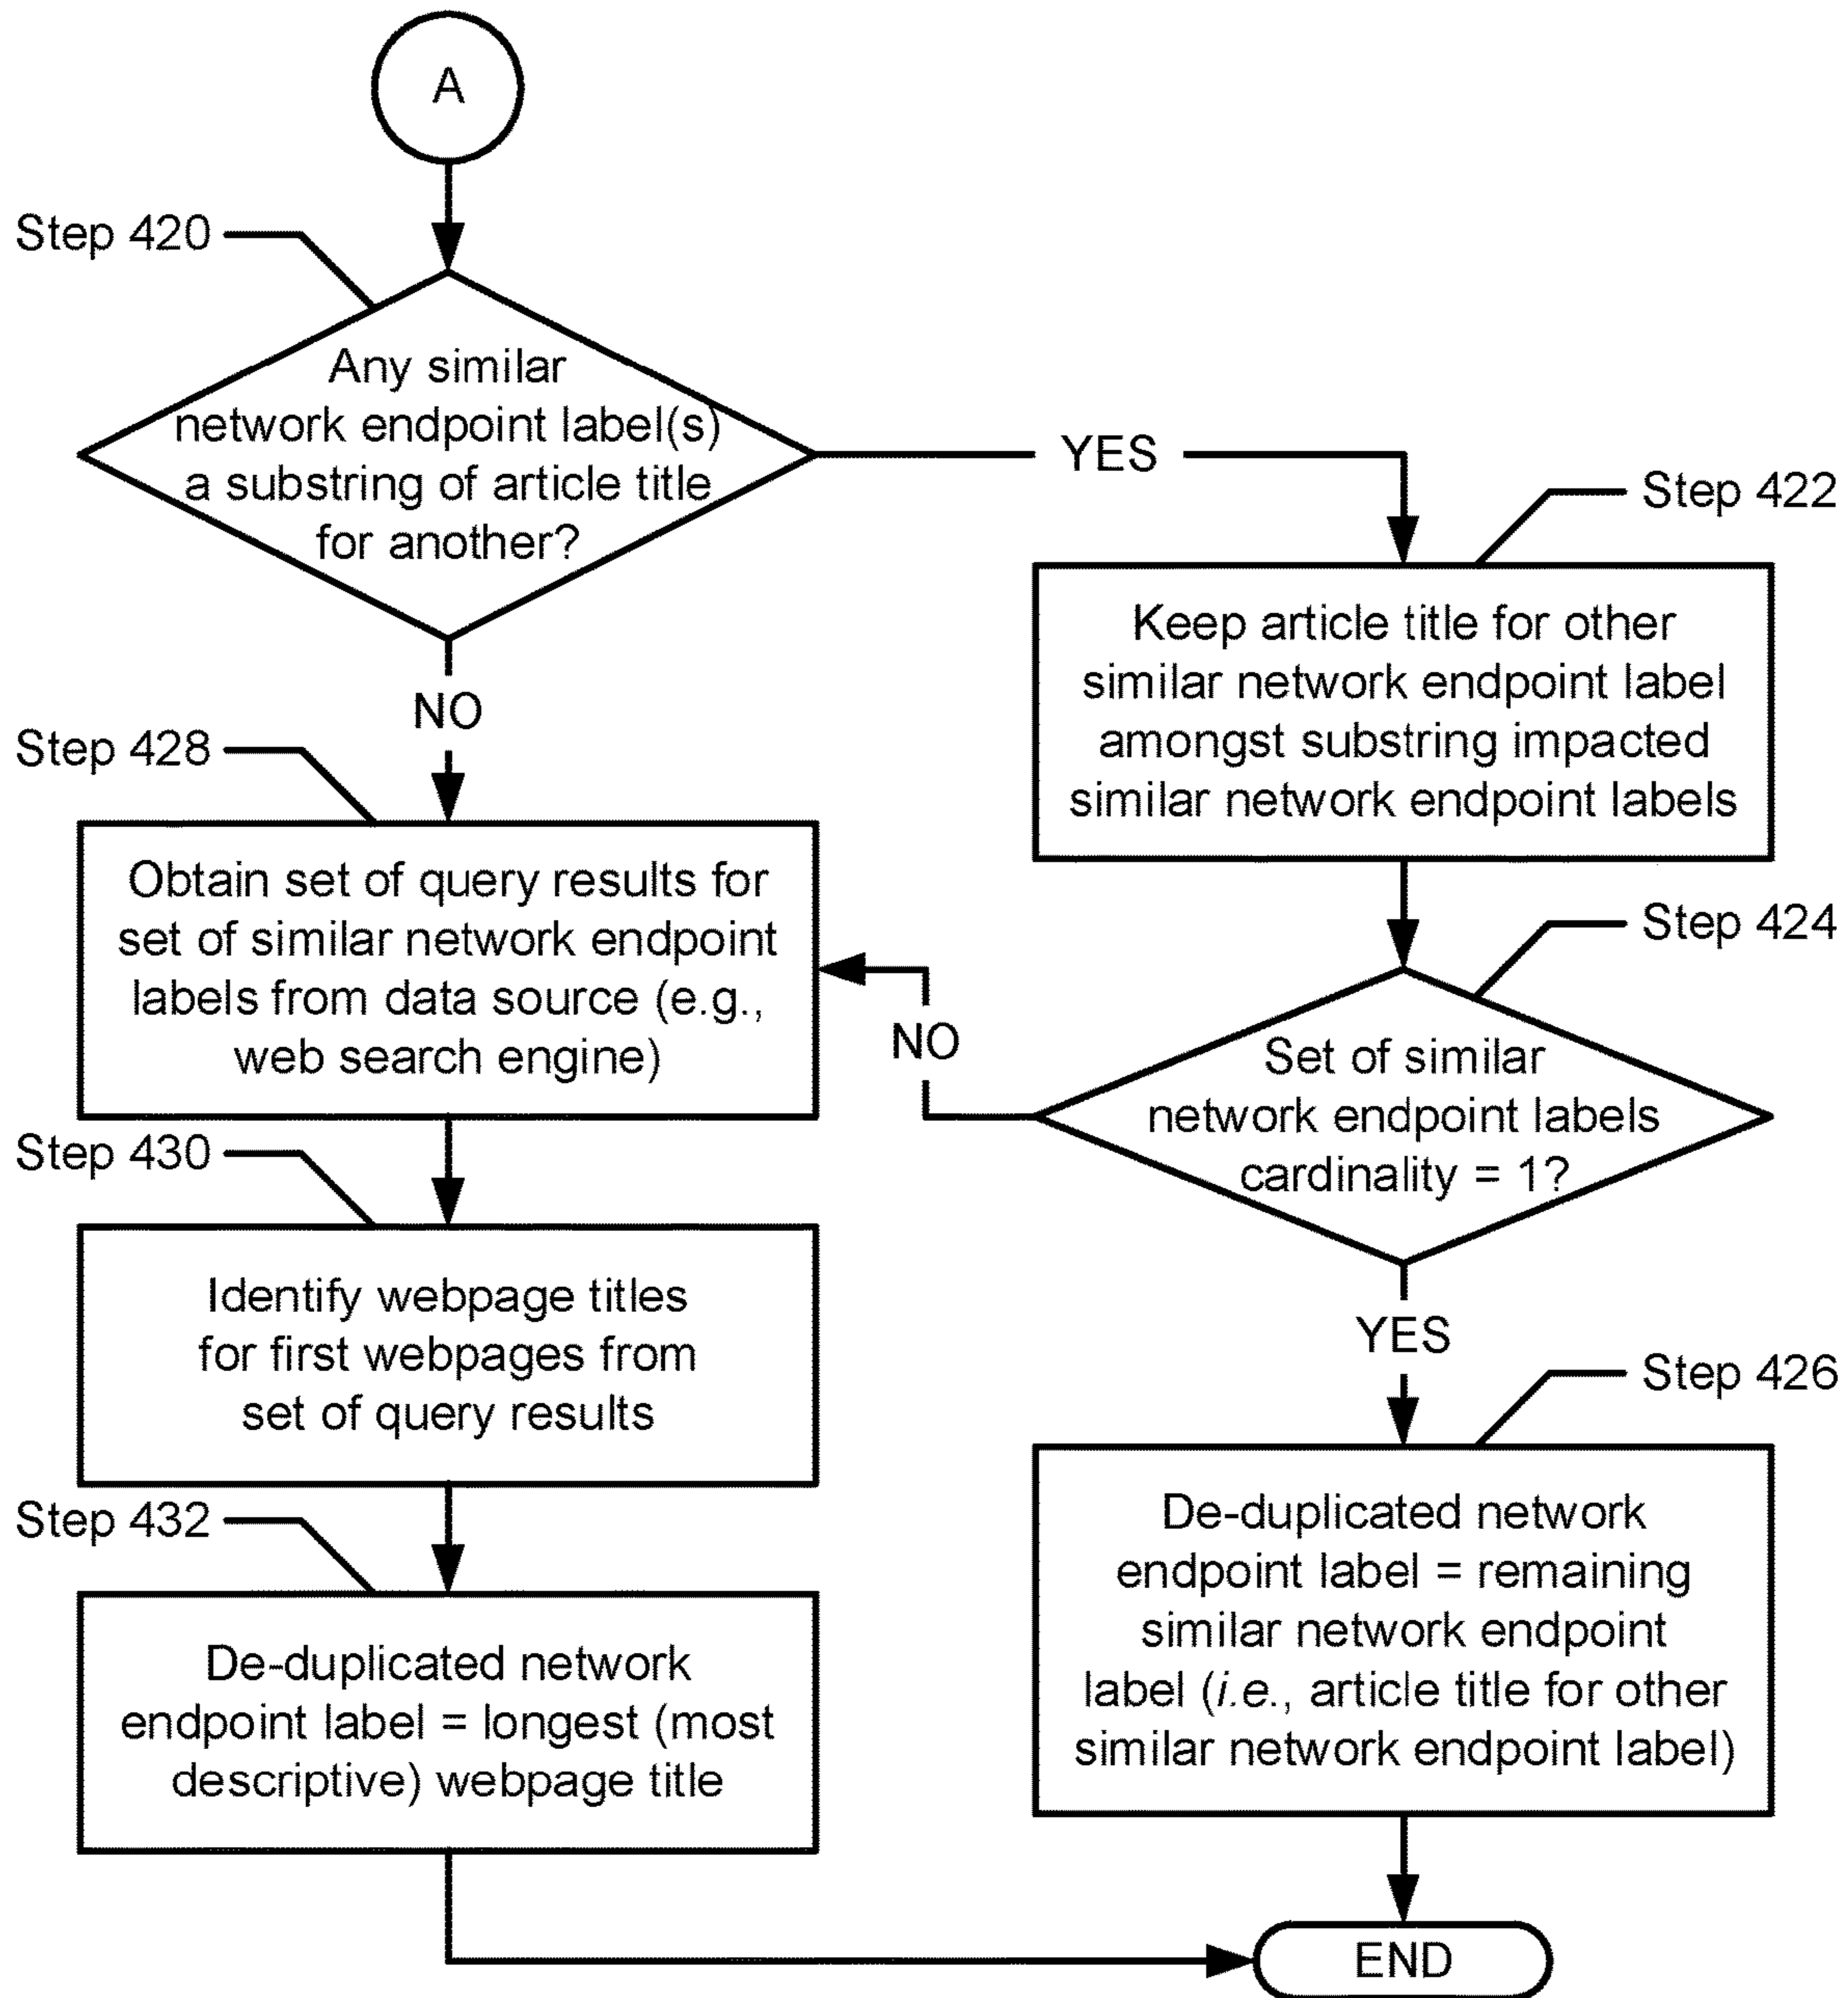 A
Step 420
Any similar
network endpoint label(s)
a substring of article title
for another?
YES
Step 422
Keep article title for other
similar network endpoint label
amongst substring impacted
similar network endpoint labels
NO
Step 428
Obtain set of query results for
set of similar network endpoint
labels from data source (e.g.,
web search engine)
Step 424
Set of similar
network endpoint labels
cardinality = 1?
NO
YES
Step 430
Identify webpage titles
for first webpages from
set of query results
Step 426
De-duplicated network
endpoint label = remaining
similar network endpoint
label (i.e., article title for other
similar network endpoint label)
Step 432
De-duplicated network
endpoint label = longest (most
descriptive) webpage title
END